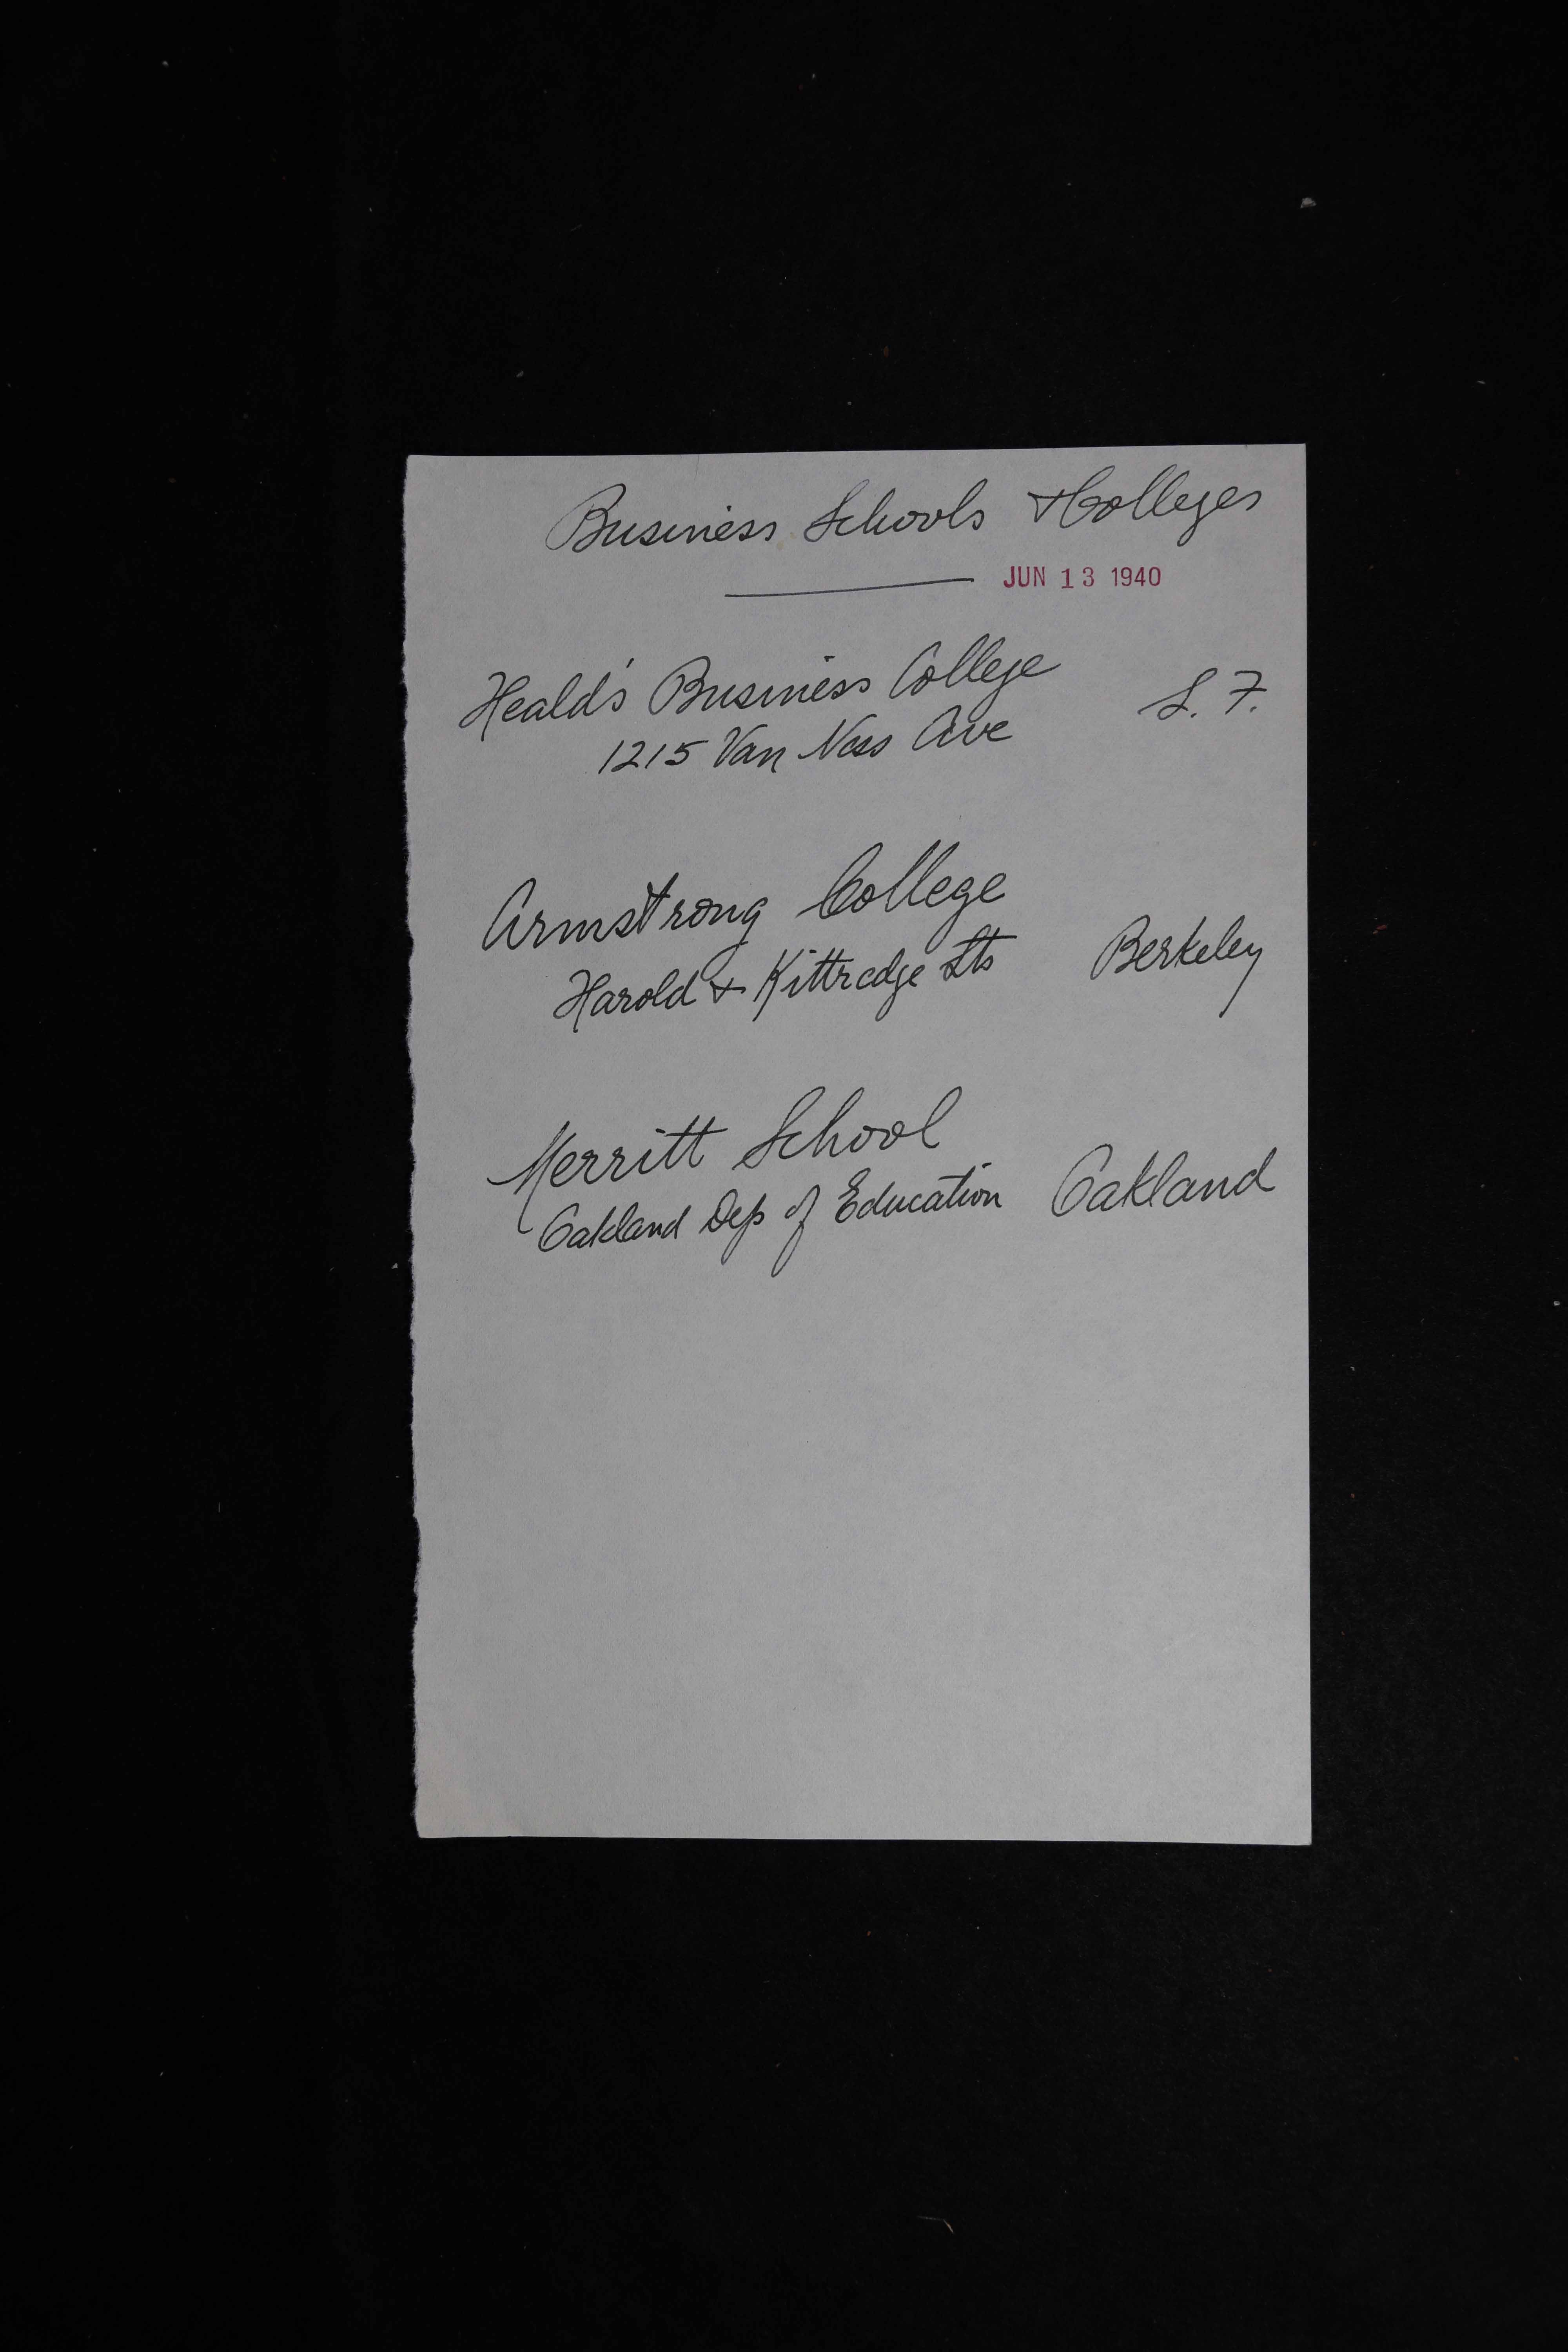 Business Schools & Colleges
JUN 13 1940
Heald's Business College S. F.
1215 Van Ness Ave
Armstrong College
Harold & Kittredge Sts Berkeley
Merritt School
Oakland Dep of Education Oakland